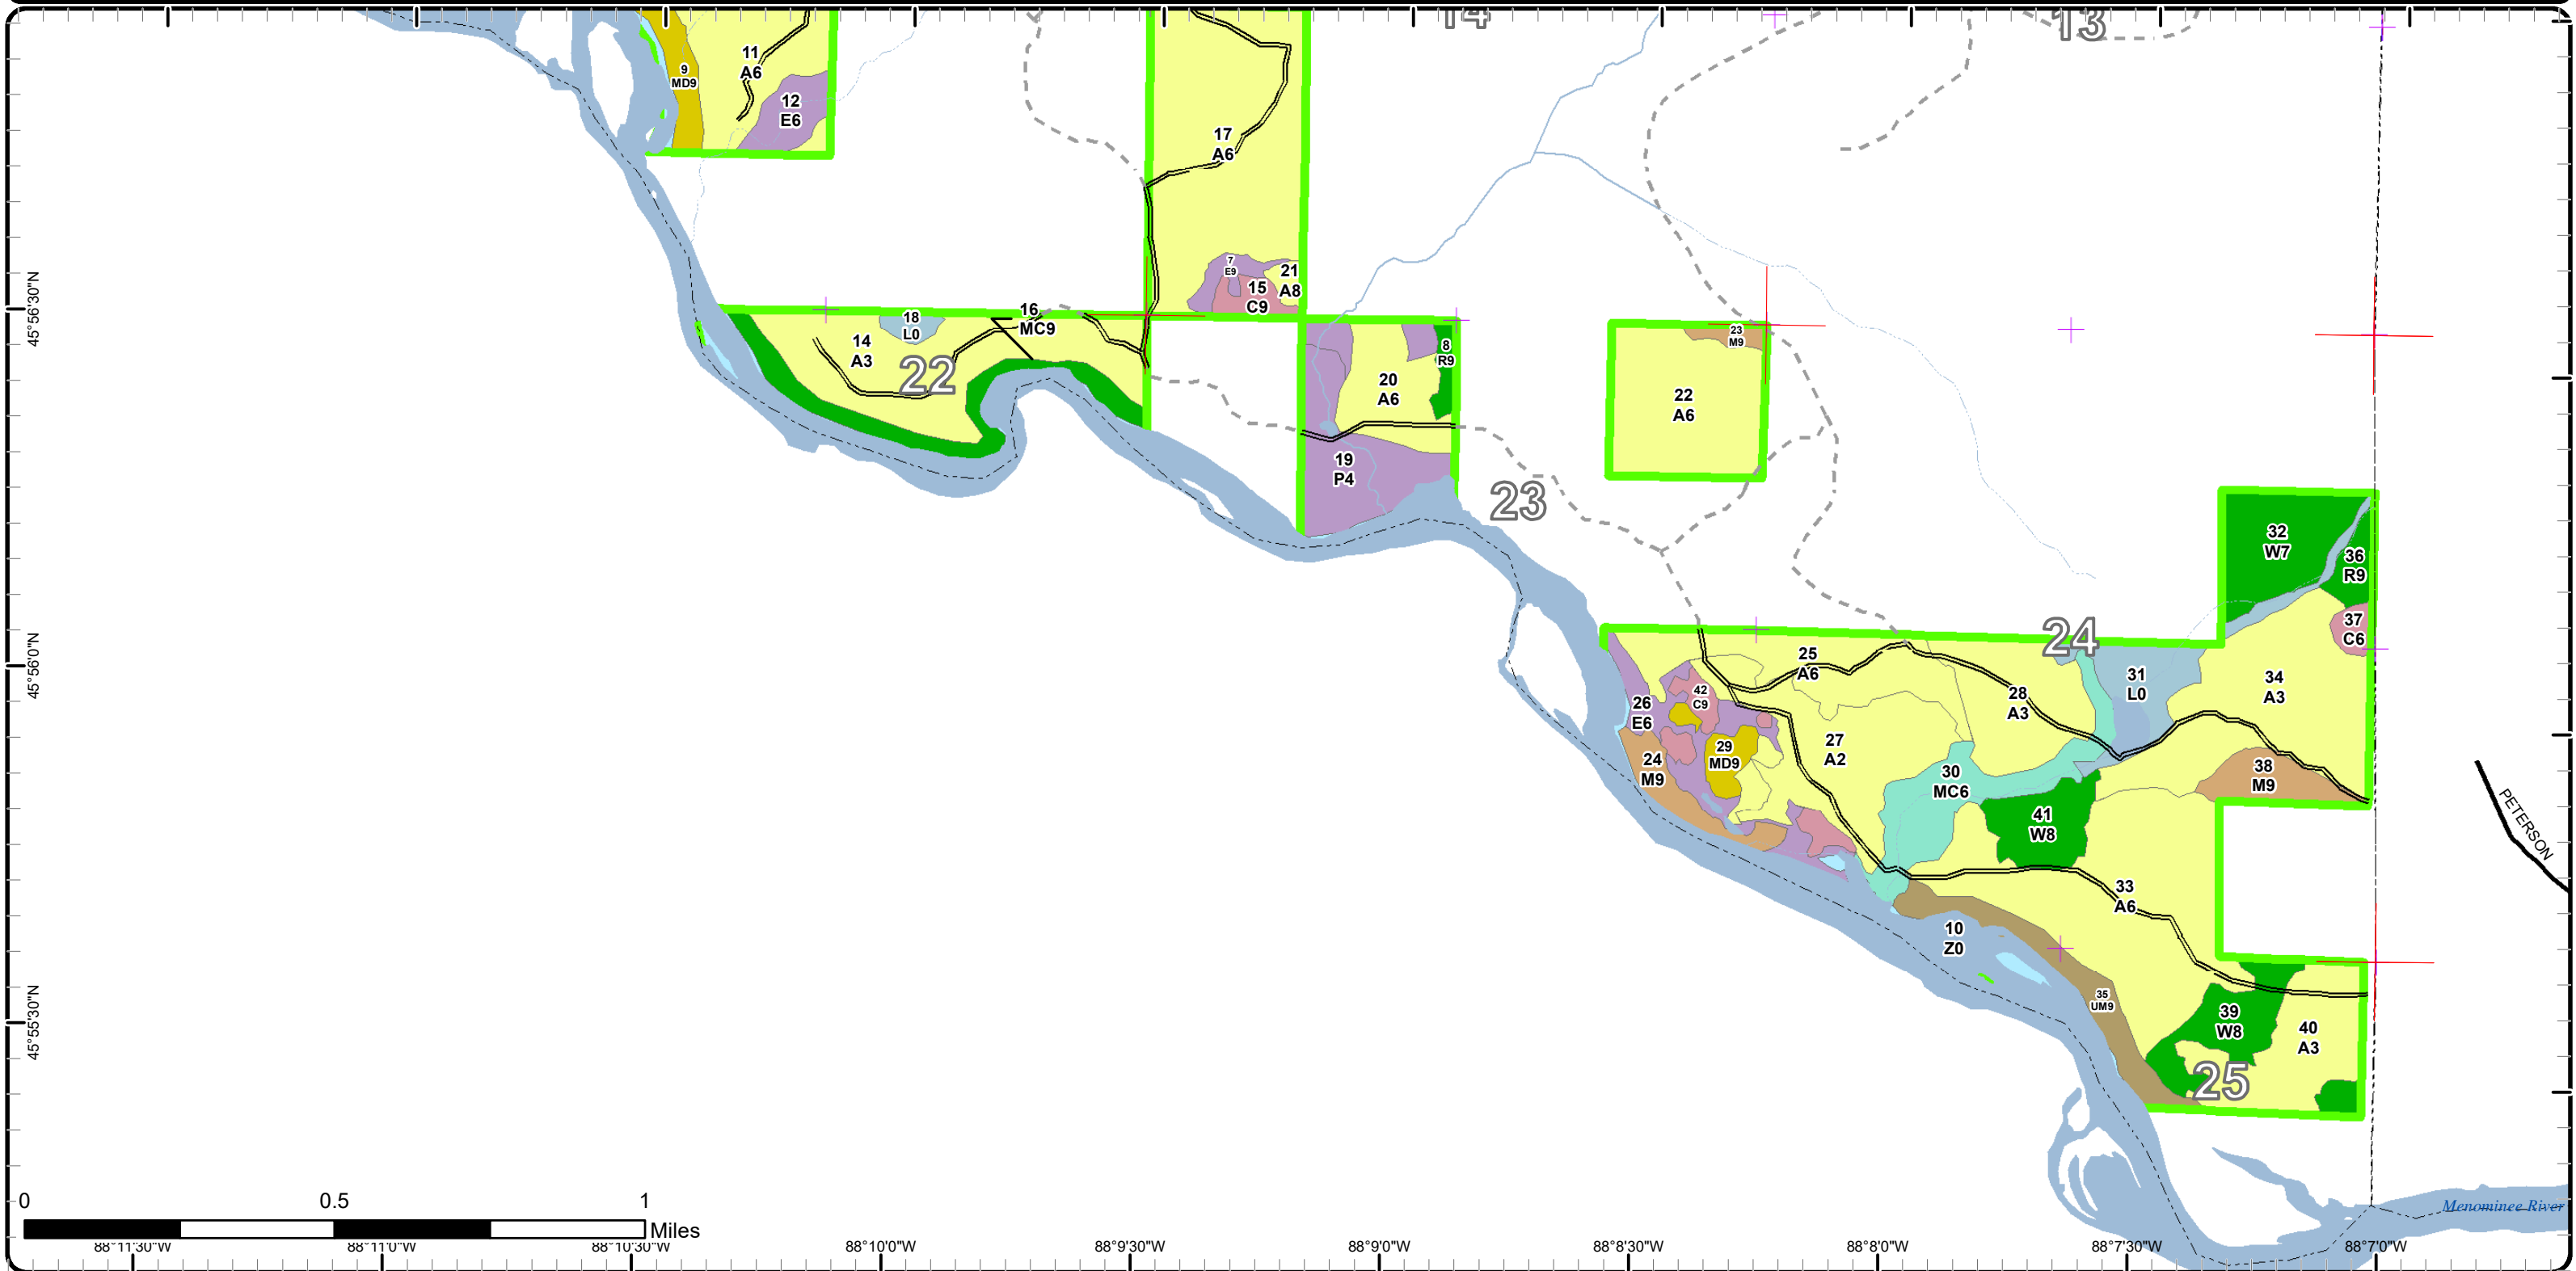 14
13
11
A6
9
MD9
12
E6
17
A6
7
E9
21
A8
15
C9
45°56'30"N
16
MC9
18
L0
14
A3
22
8
R9
20
A6
23
M9
22
A6
19
P4
23
32
W7
36
R9
37
C6
24
45°56'0"N
25
A6
31
L0
34
A3
28
A3
42
C9
26
E6
27
A2
29
MD9
24
M9
30
MC6
38
M9
41
W8
PETERSON
33
A6
10
Z0
35
UM9
45°55'30"N
39
W8
40
A3
25
0 0.5 1
Miles
Menominee River
88°11'30"W 88°11'0"W 88°10'30"W 88°10'0"W 88°9'30"W 88°9'0"W 88°8'30"W 88°8'0"W 88°7'30"W 88°7'0"W